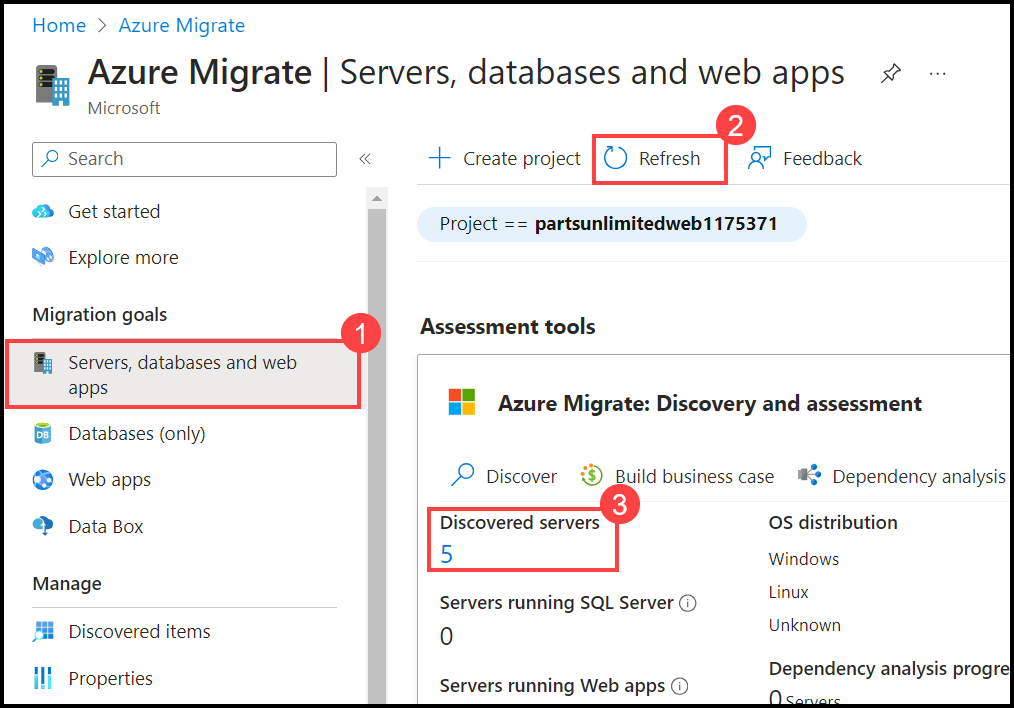 Home > Azure Migrate
Azure Migrate | Servers, databases and web apps
Microsoft
2
Search
Create project
Refresh
Feedback
Get started
Project == partsunlimitedweb1175371
Explore more
Migration goals
1
Assessment tools
Servers, databases and web
apps
Azure Migrate: Discovery and assessment
Databases (only)
Web apps
Discover
Build business case
Dependency analysis
3
Data Box
Discovered servers
5
OS distribution
Windows
Linux
Unknown
Manage
Servers running SQL Server
0
Discovered items
Dependency analysis progre
0 Servers
Properties
Servers running Web apps